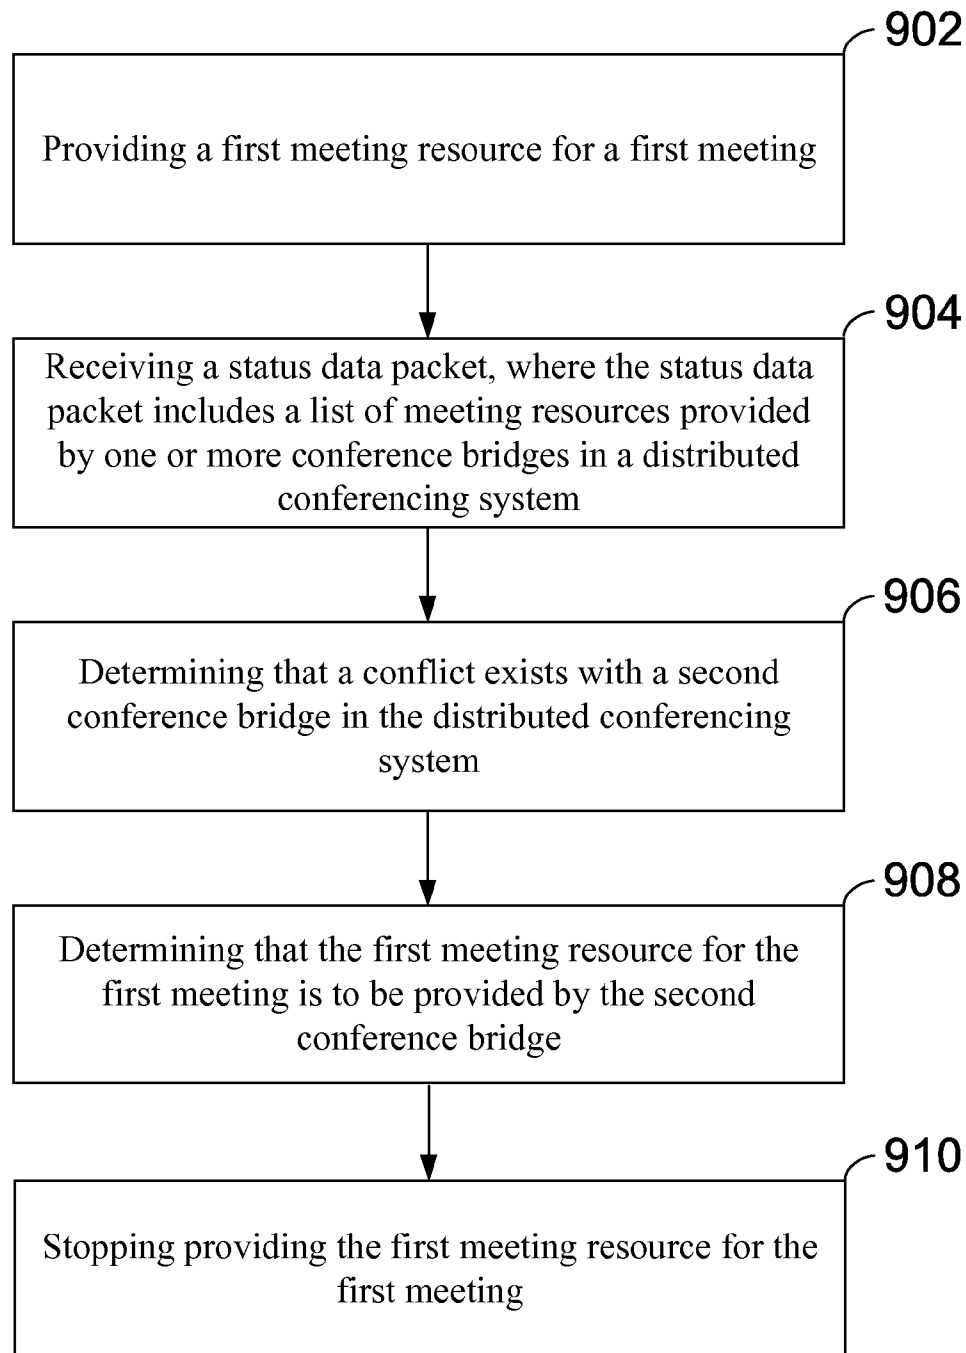 902
Providing a first meeting resource for a first meeting
904
Receiving a status data packet, where the status data
packet includes a list of meeting resources provided
by one or more conference bridges in a distributed
conferencing system
906
Determining that a conflict exists with a second
conference bridge in the distributed conferencing
system
908
Determining that the first meeting resource for the
first meeting is to be provided by the second
conference bridge
910
Stopping providing the first meeting resource for the
first meeting